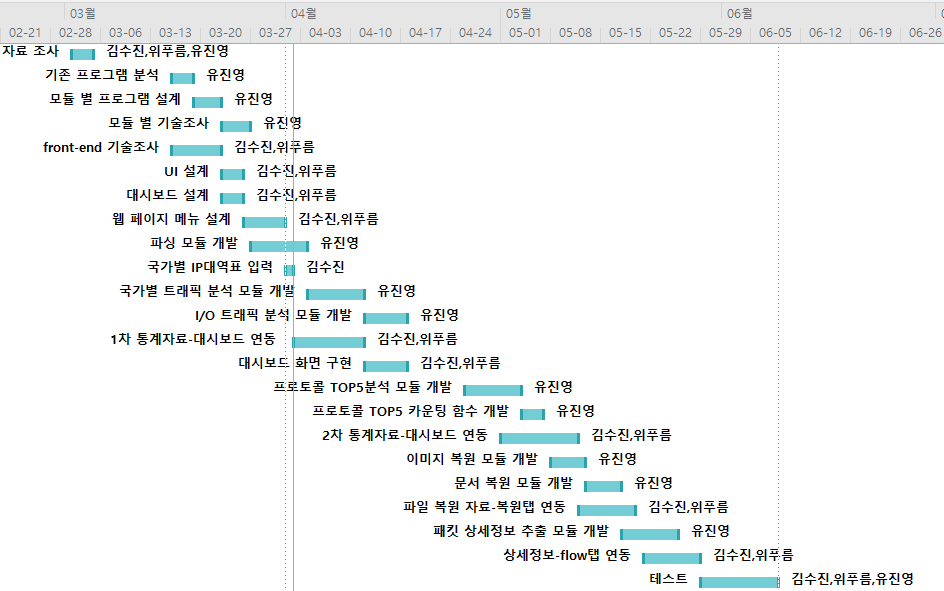 03월 04월 05월 06월
02-21 02-28 03-06 03-13 03-20 03-27 04-03 04-10 04-17 04-24 05-01 05-08 05-15 05-22 05-29 06-05 06-12 06-19 06-26
자료 조사 김수진,위푸름,유진영
기존 프로그램 분석 유진영
모듈 별 프로그램 설계 유진영
모듈 별 기술조사 유진영
front-end 기술조사 김수진,위푸름
UI 설계 김수진,위푸름
대시보드 설계 김수진,위푸름
웹 페이지 메뉴 설계 김수진,위푸름
파싱 모듈 개발 유진영
국가별 IP대역표 입력 김수진
국가별 트래픽 분석 모듈 개발 유진영
I/O 트래픽 분석 모듈 개발 유진영
1차 통계자료-대시보드 연동 김수진,위푸름
대시보드 화면 구현 김수진,위푸름
프로토콜 TOP5분석 모듈 개발 유진영
프로토콜 TOP5 카운팅 함수 개발 유진영
2차 통계자료-대시보드 연동 김수진,위푸름
이미지 복원 모듈 개발 유진영
문서 복원 모듈 개발 유진영
파일 복원 자료-복원탭 연동 김수진,위푸름
패킷 상세정보 추출 모듈 개발 유진영
상세정보-flow탭 연동 김수진,위푸름
테스트 김수진,위푸름,유진영